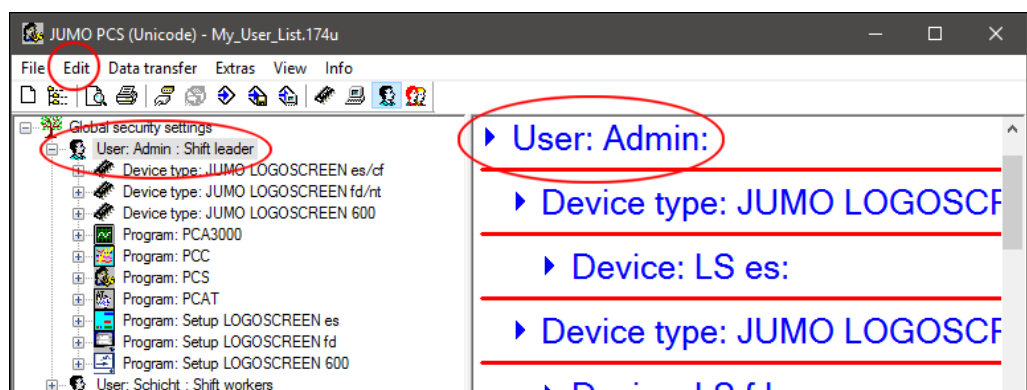 JUMO PCS (Unicode) - My_User_List.174u
File Edit Data transfer Extras View Info
Global security settings
User: Admin : Shift leader
Device type: JUMO LOGOSCREEN es/cf
Device type: JUMO LOGOSCREEN fd/nt
Device type: JUMO LOGOSCREEN 600
Program: PCA3000
Program: PCC
Program: PCS
Program: PCAT
Program: Setup LOGOSCREEN es
Program: Setup LOGOSCREEN fd
Program: Setup LOGOSCREEN 600
User: Schicht : Shift workers
User: Admin:
Device type: JUMO LOGOSCR
Device: LS es:
Device type: JUMO LOGOSCR